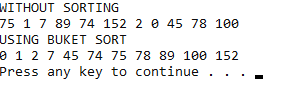 WITHOUT SORTING
75 1 7 89 74 152 2 0 45 78 100
USING BUKET SORT
0 1 2 7 45 74 75 78 89 100 152
Press any key to continue . . .